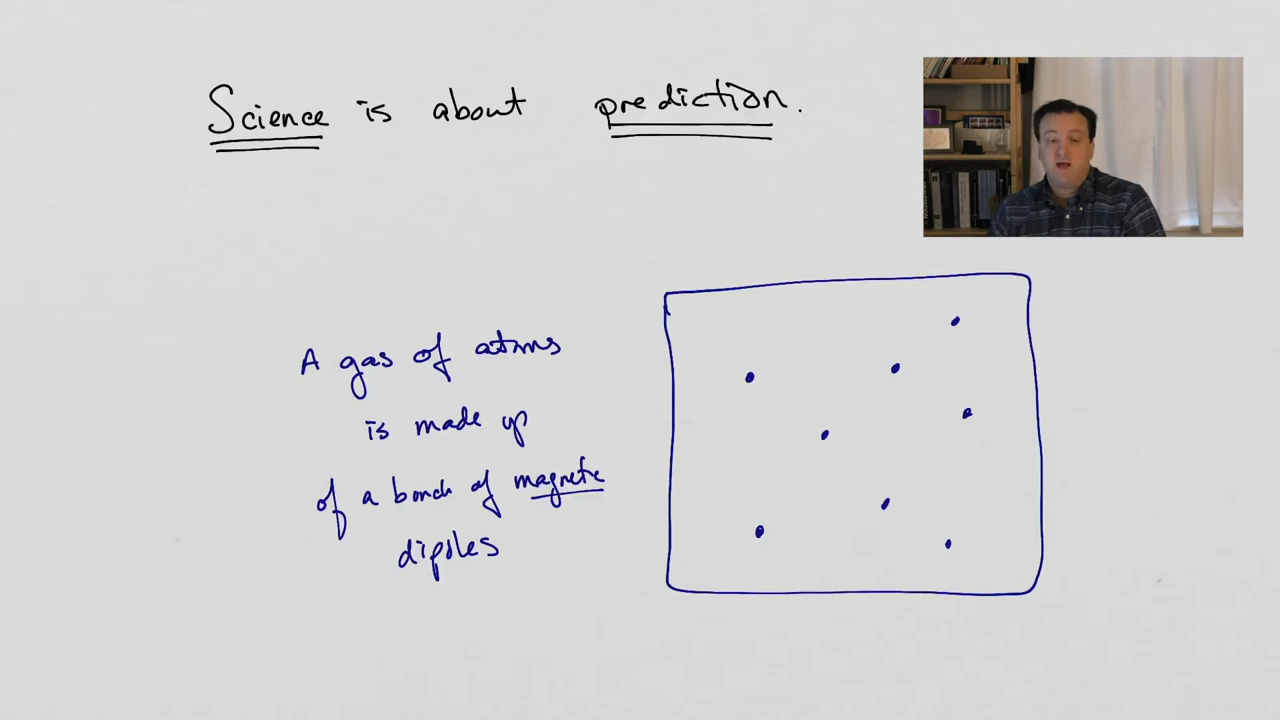 Science is about prediction.
A gas of atoms
is made up
of a bunch of magnetic
dipoles